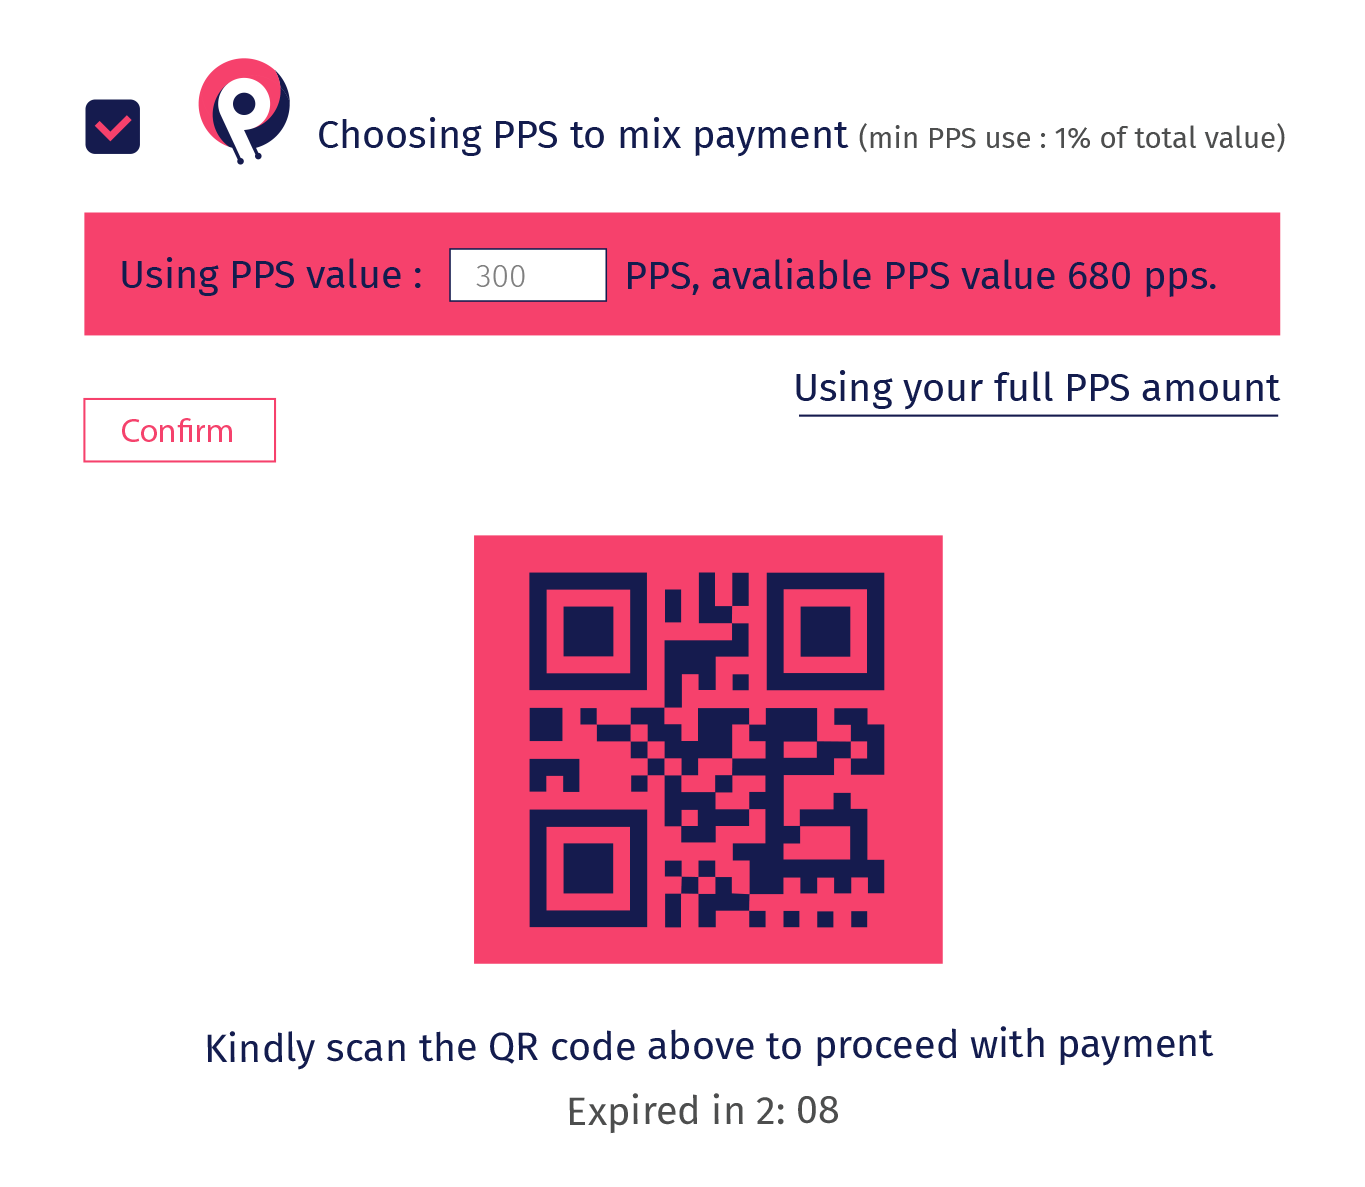 Choosing PPS to mix payment (min PPS use : 1% of total value)
Using PPS value : 300 PPS, avaliable PPS value 680 pps.
Using your full PPS amount
Confirm
Kindly scan the QR code above to proceed with payment
Expired in 2: 08